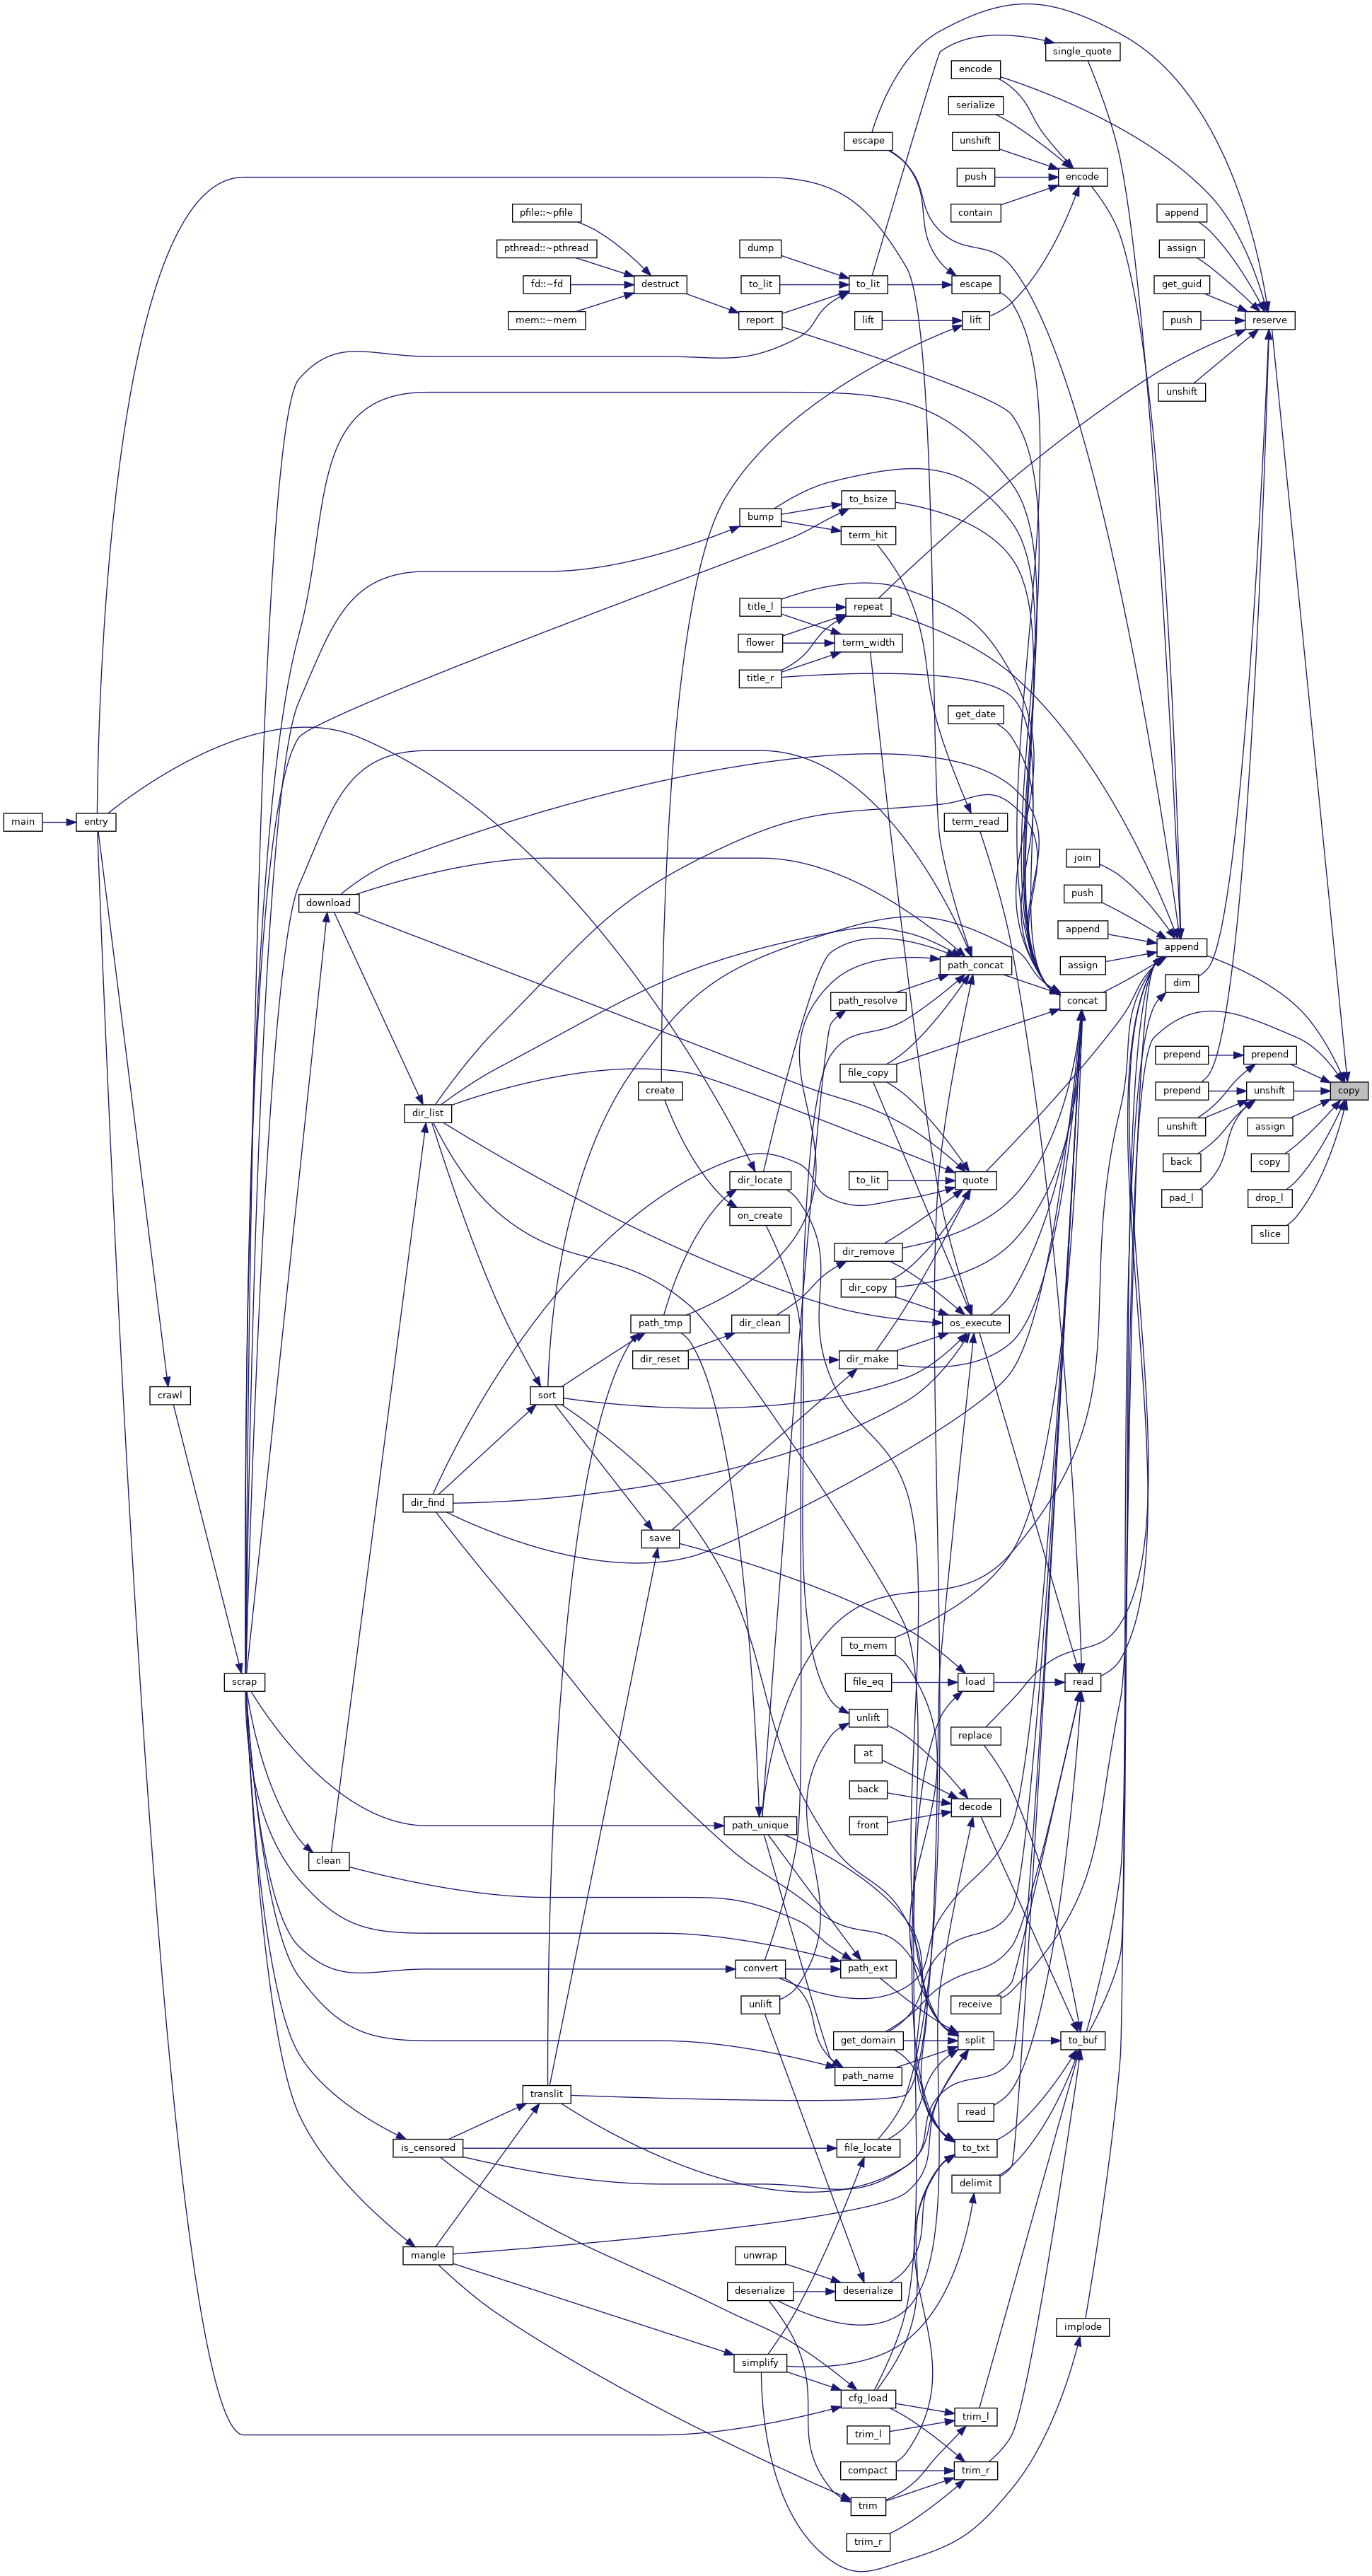 single_quote
encode
serialize
escape
unshift
push
encode
contain
pfile::~pfile
append
pthread::~pthread
dump
assign
fd::~fd
destruct
to_lit
to_lit
escape
get_guid
mem::~mem
report
lift
lift
push
reserve
unshift
to_bsize
bump
term_hit
title_l
repeat
flower
term_width
title_r
get_date
main
entry
term_read
join
push
download
append
append
path_concat
assign
dim
path_resolve
concat
prepend
prepend
file_copy
create
prepend
unshift
copy
dir_list
unshift
assign
back
copy
dir_locate
to_lit
quote
pad_l
drop_l
on_create
slice
dir_remove
dir_copy
path_tmp
dir_clean
os_execute
dir_reset
dir_make
crawl
sort
dir_find
save
to_mem
scrap
file_eq
load
read
unlift
replace
at
back
decode
path_unique
front
clean
convert
path_ext
unlift
receive
get_domain
split
to_buf
path_name
translit
read
is_censored
file_locate
to_txt
delimit
mangle
unwrap
deserialize
deserialize
implode
simplify
cfg_load
trim_l
trim_l
compact
trim_r
trim
trim_r